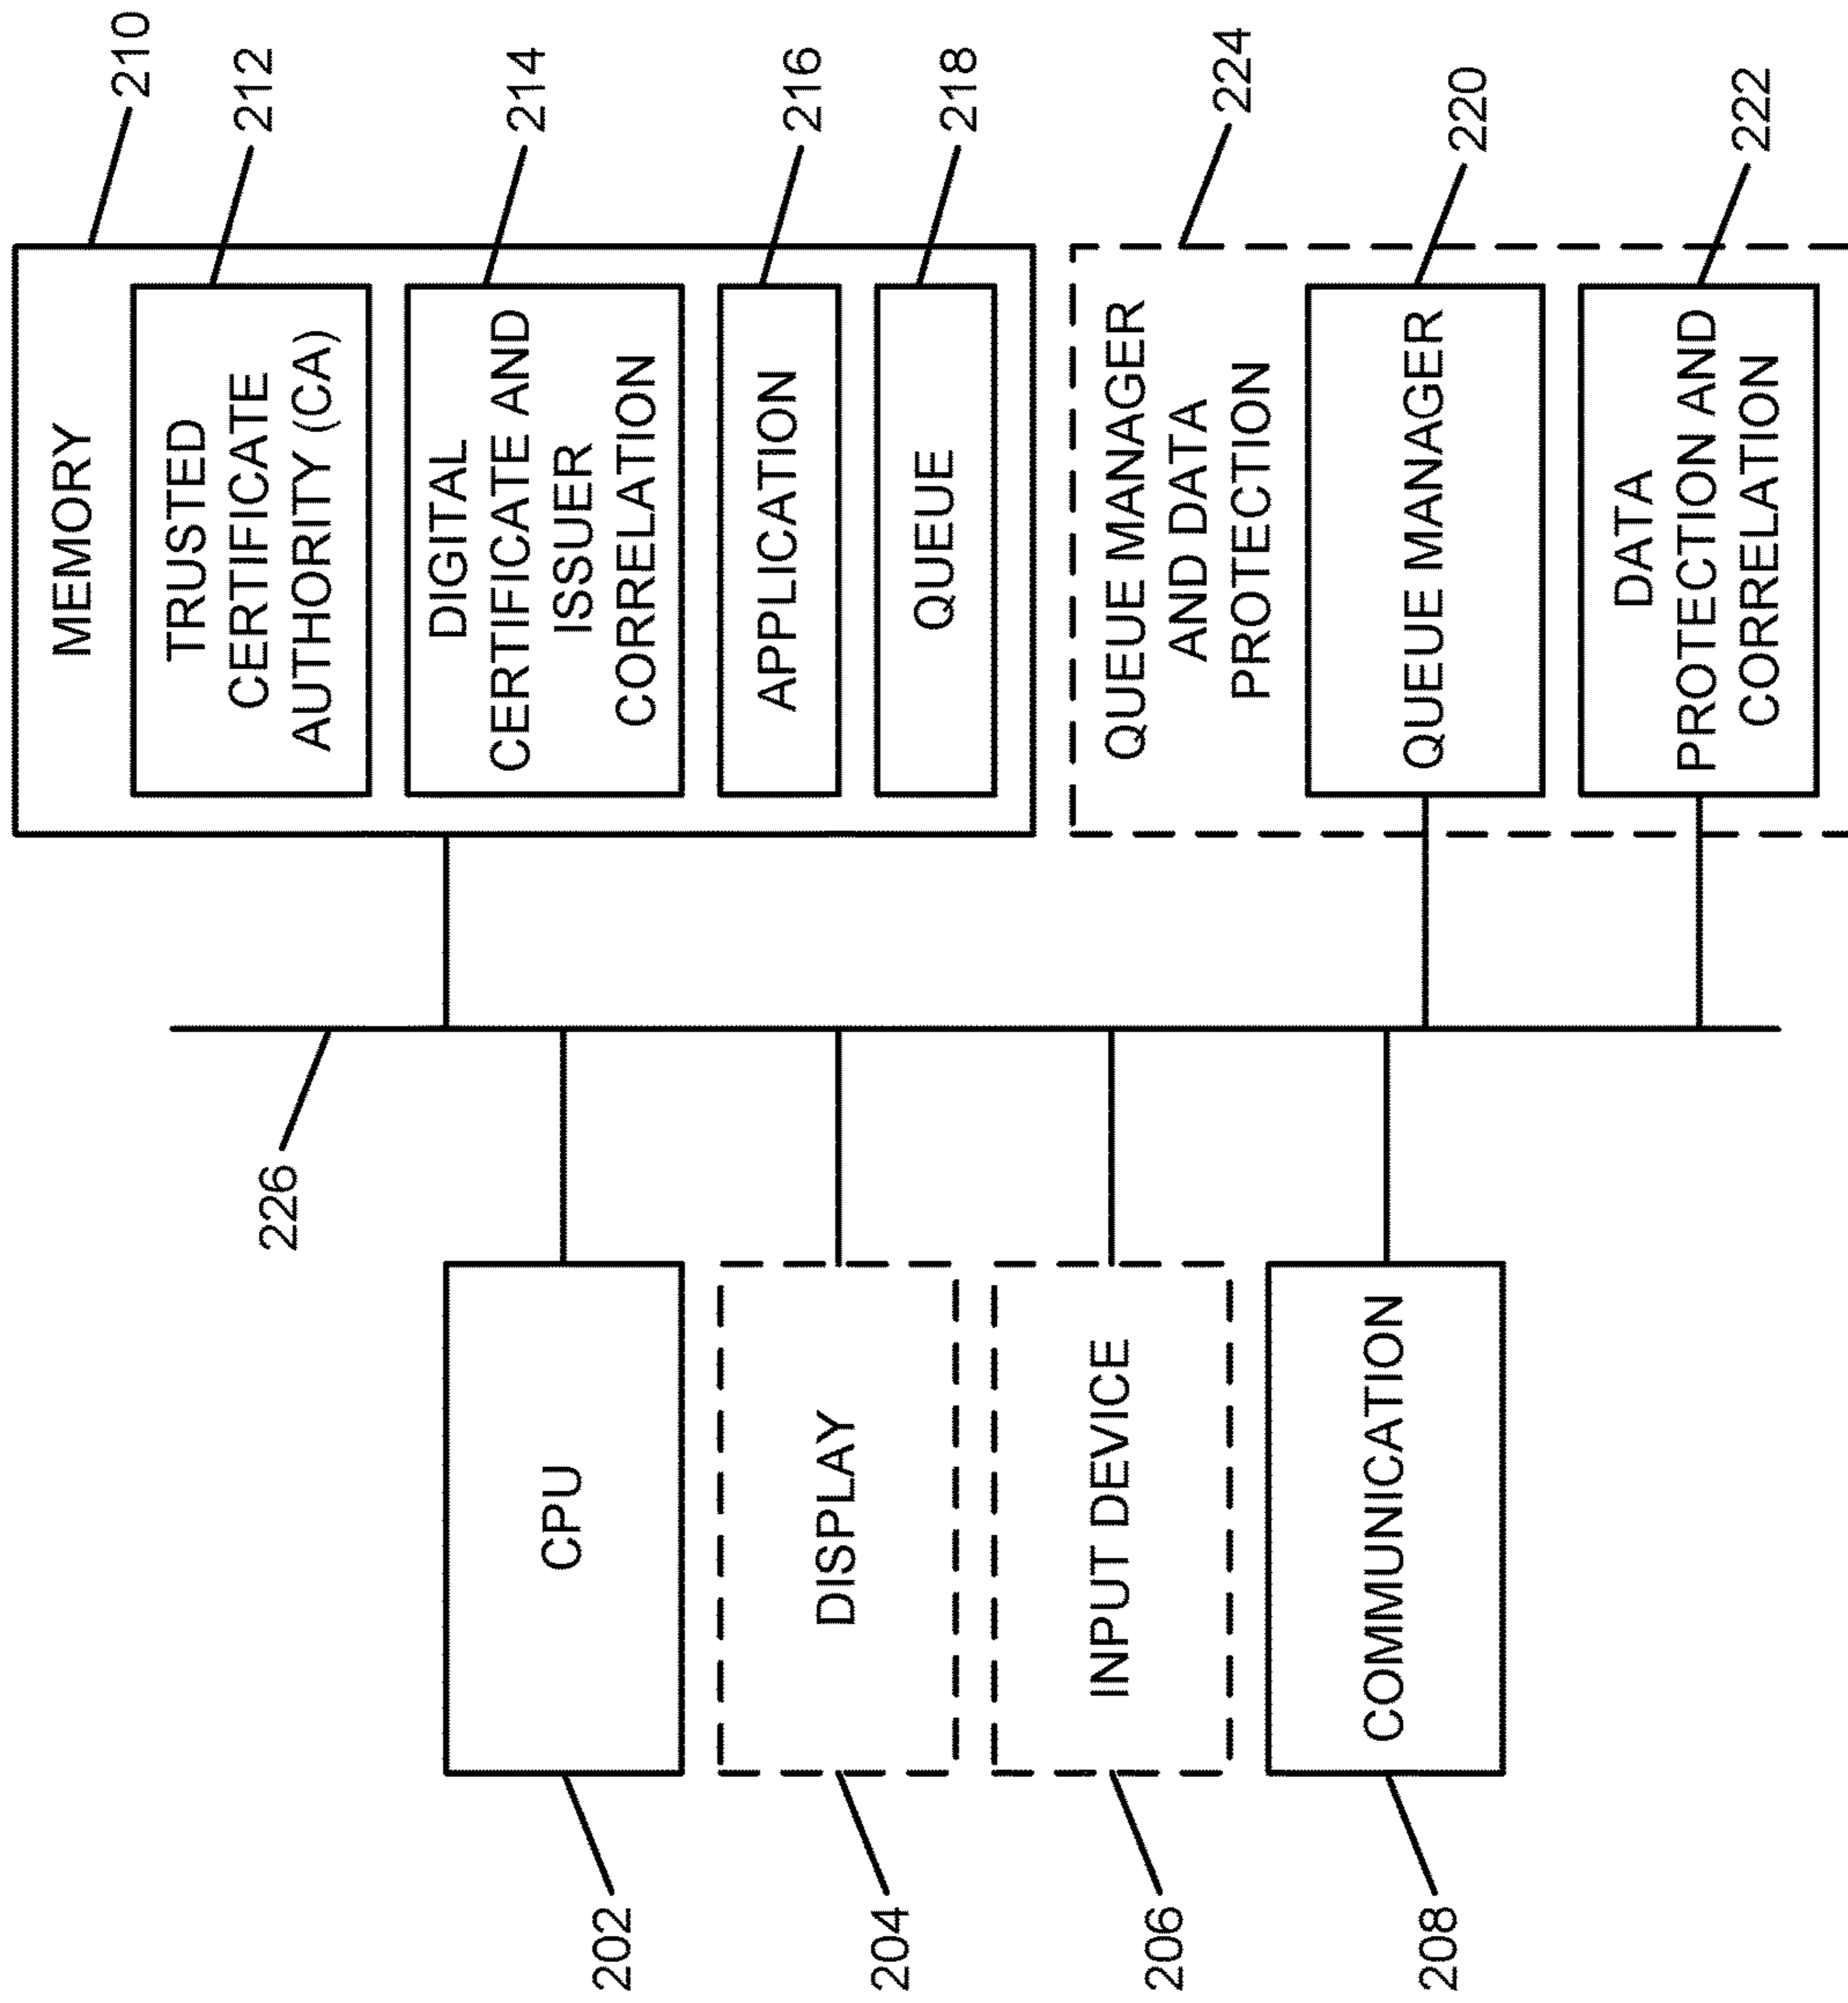 202
CPU
204
DISPLAY
206
INPUT DEVICE
208
COMMUNICATION
226
MEMORY
210
TRUSTED
CERTIFICATE
AUTHORITY (CA)
212
DIGITAL
CERTIFICATE AND
ISSUER
CORRELATION
214
APPLICATION
216
QUEUE
218
QUEUE MANAGER
AND DATA
PROTECTION
224
QUEUE MANAGER
220
DATA
PROTECTION AND
CORRELATION
222